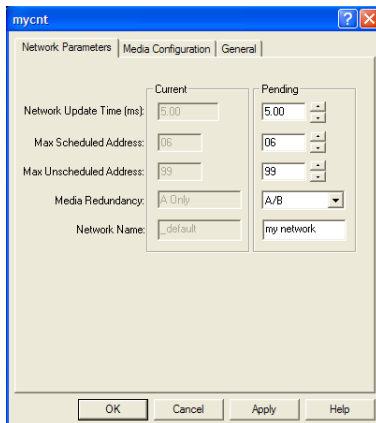 mycnt
Network Parameters Media Configuration General
Current Pending
Network Update Time (ms): 5.00 5.00
Max Scheduled Address: 06 06
Max Unscheduled Address: 99 99
Media Redundancy: A Only A/B
Network Name: _default my network
OK Cancel Apply Help